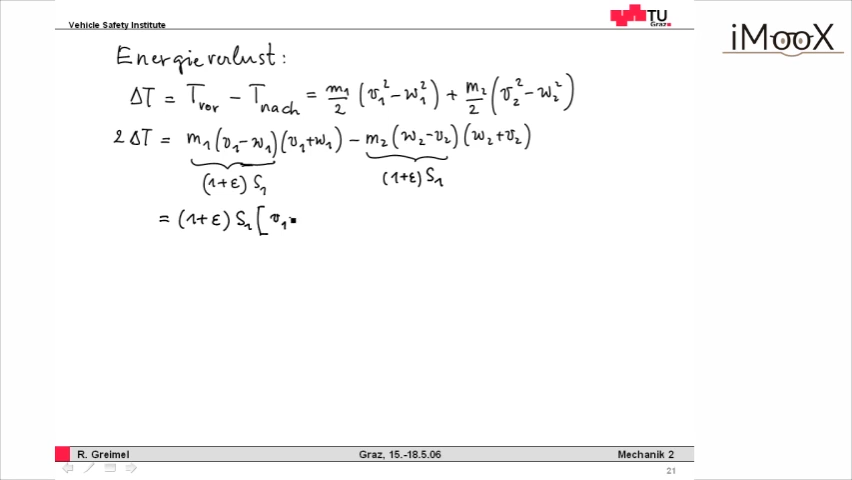 Vehicle Safety Institute
TU
Graz
iMooX
Energieverlust:
ΔT = T_vor − T_nach = m₁/2 (v₁² − w₁²) + m₂/2 (v₂² − w₂²)
2ΔT = m₁(v₁−w₁)(v₁+w₁) − m₂(w₂−v₂)(w₂+v₂)
(1+ε) S₁ (1+ε) S₁
= (1+ε) S₁ [v₁
R. Greimel Graz, 15.-18.5.06 Mechanik 2
21